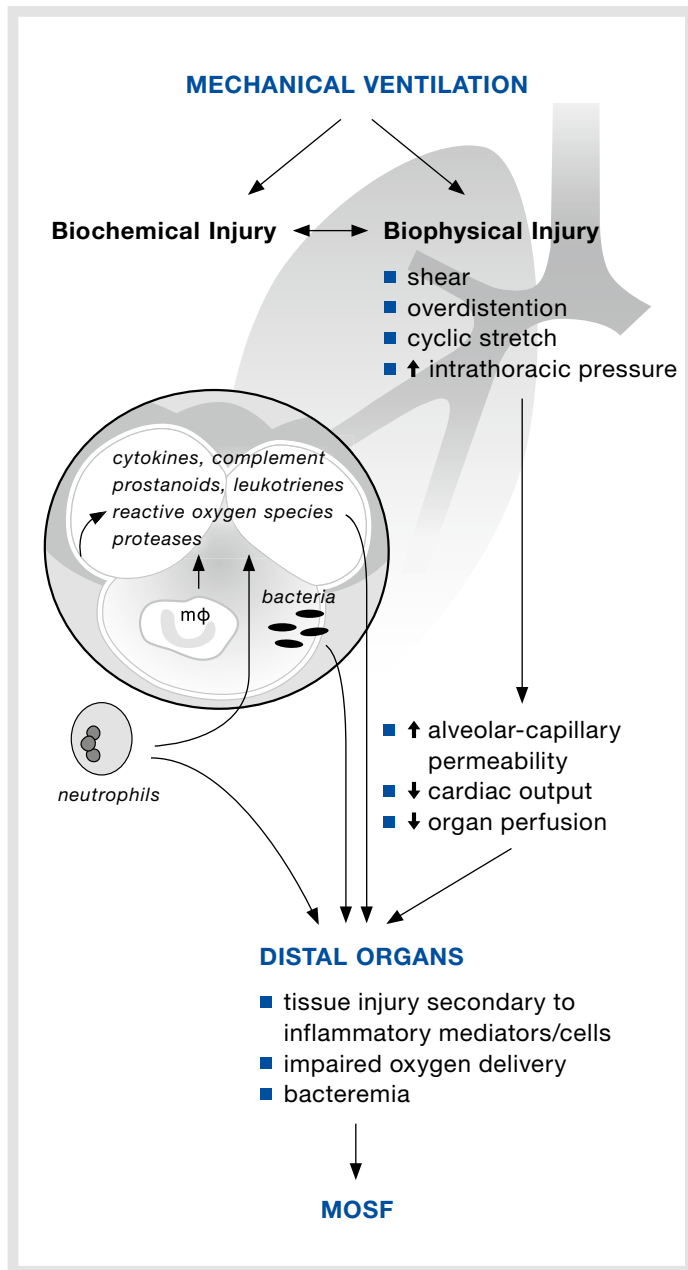 MECHANICAL VENTILATION
Biochemical Injury
Biophysical Injury
■ shear
■ overdistention
■ cyclic stretch
■ ↑ intrathoracic pressure
cytokines, complement
prostanoids, leukotrienes
reactive oxygen species
proteases
mφ
bacteria
neutrophils
■ ↑ alveolar-capillary
permeability
■ ↓ cardiac output
■ ↓ organ perfusion
DISTAL ORGANS
■ tissue injury secondary to
inflammatory mediators/cells
■ impaired oxygen delivery
■ bacteremia
MOSF